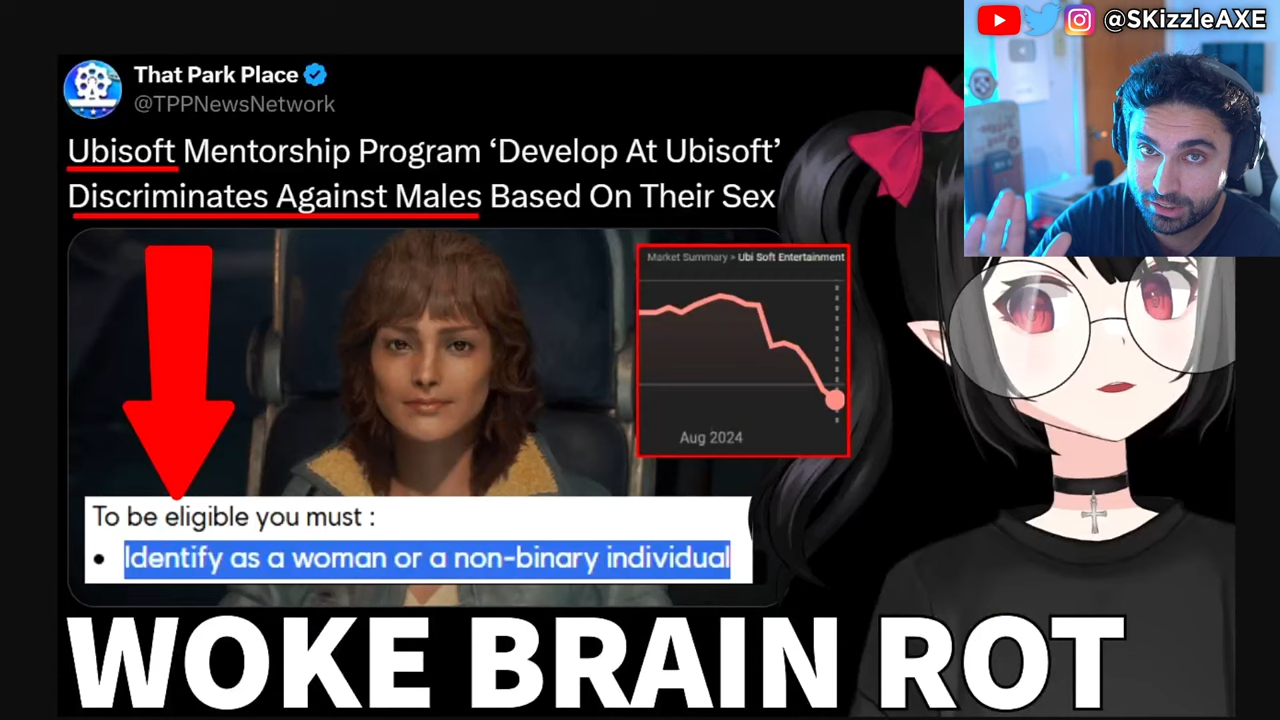 @SKizzleAXE
That Park Place
@TPPNewsNetwork
Ubisoft Mentorship Program ‘Develop At Ubisoft’
Discriminates Against Males Based On Their Sex
Market Summary > Ubi Soft Entertainment
Aug 2024
To be eligible you must :
• Identify as a woman or a non-binary individual
WOKE BRAIN ROT